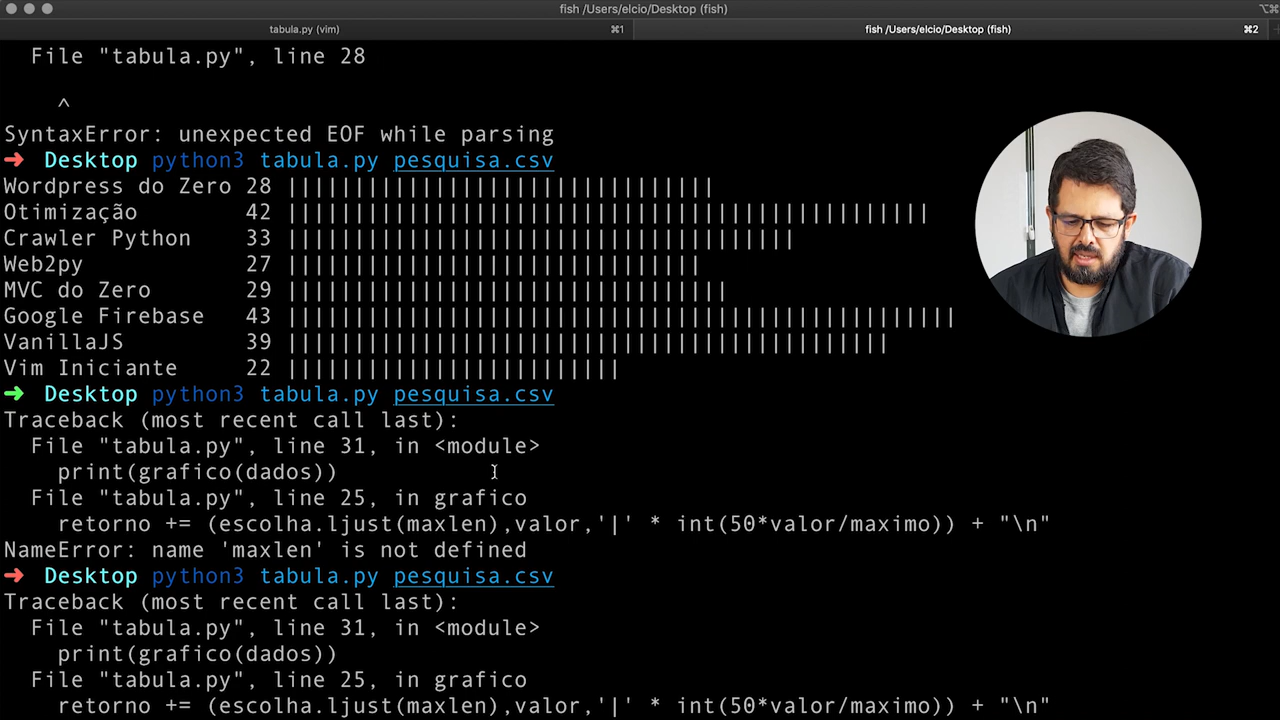 fish /Users/elcio/Desktop (fish)
tabula.py (vim) ⌘1 fish /Users/elcio/Desktop (fish) ⌘2
File "tabula.py", line 28
^
SyntaxError: unexpected EOF while parsing
➜ Desktop python3 tabula.py pesquisa.csv
Wordpress do Zero 28 ||||||||||||||||||||||||||||||||
Otimização 42 ||||||||||||||||||||||||||||||||||||||||||||||||
Crawler Python 33 ||||||||||||||||||||||||||||||||||||||
Web2py 27 |||||||||||||||||||||||||||||||
MVC do Zero 29 |||||||||||||||||||||||||||||||||
Google Firebase 43 ||||||||||||||||||||||||||||||||||||||||||||||||||
VanillaJS 39 |||||||||||||||||||||||||||||||||||||||||||||
Vim Iniciante 22 |||||||||||||||||||||||||
➜ Desktop python3 tabula.py pesquisa.csv
Traceback (most recent call last):
File "tabula.py", line 31, in <module>
print(grafico(dados))
File "tabula.py", line 25, in grafico
retorno += (escolha.ljust(maxlen),valor,'|' * int(50*valor/maximo)) + "\n"
NameError: name 'maxlen' is not defined
➜ Desktop python3 tabula.py pesquisa.csv
Traceback (most recent call last):
File "tabula.py", line 31, in <module>
print(grafico(dados))
File "tabula.py", line 25, in grafico
retorno += (escolha.ljust(maxlen),valor,'|' * int(50*valor/maximo)) + "\n"